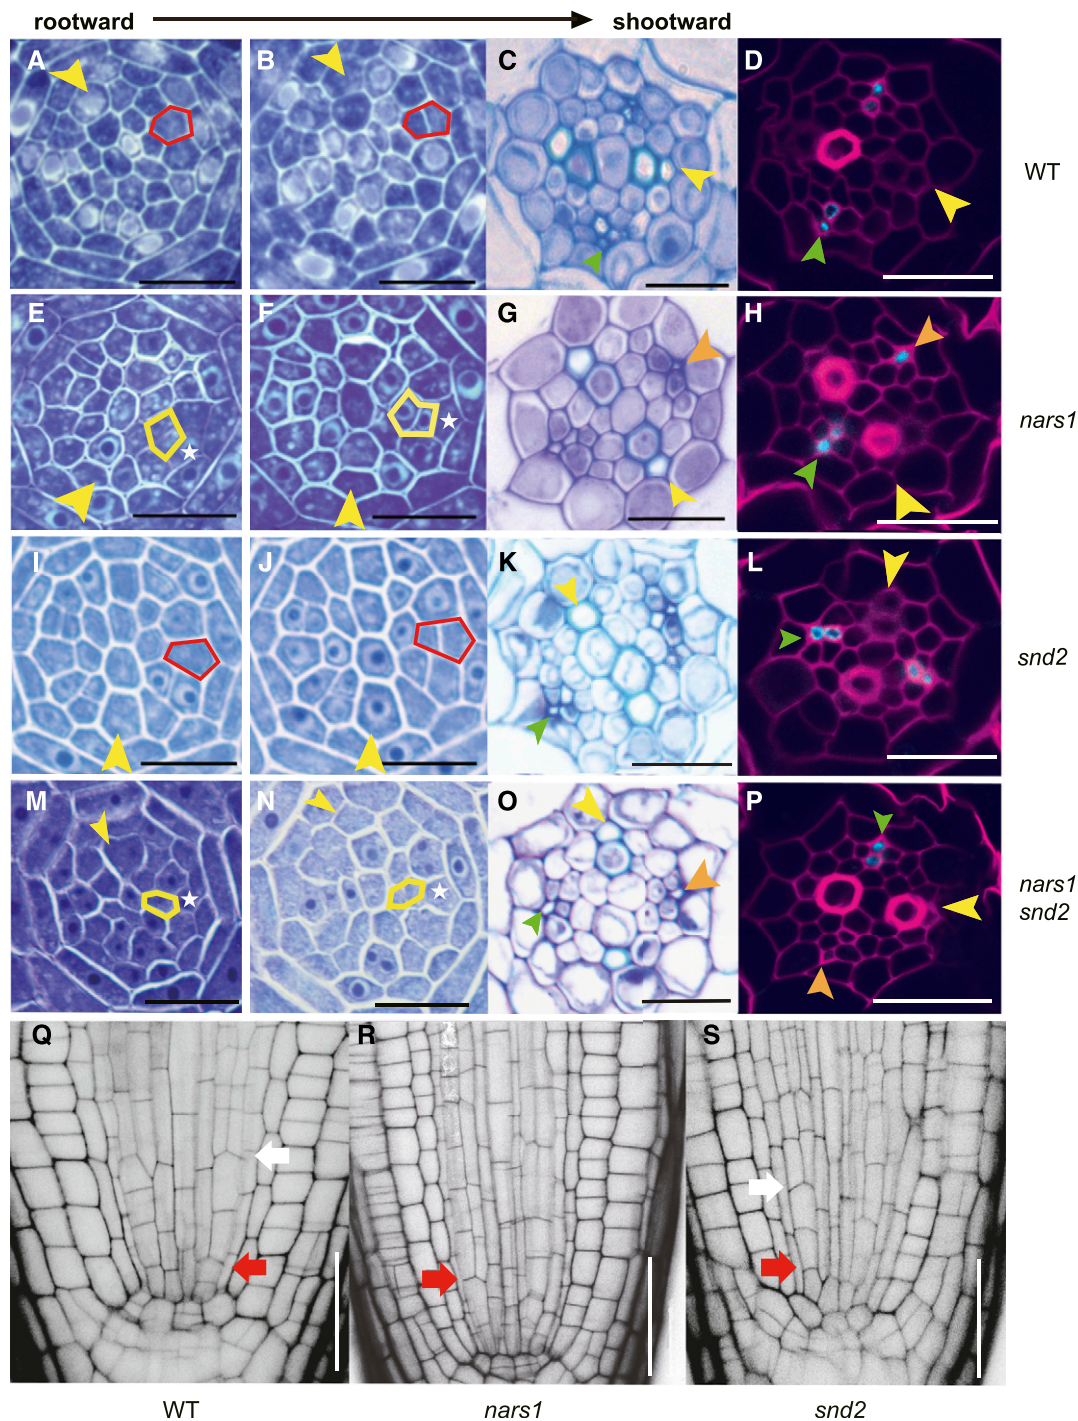 rootward shootward
A B C D
WT
E F G H
nars1
I J K L
snd2
M N O P
nars1
snd2
Q R S
WT nars1 snd2